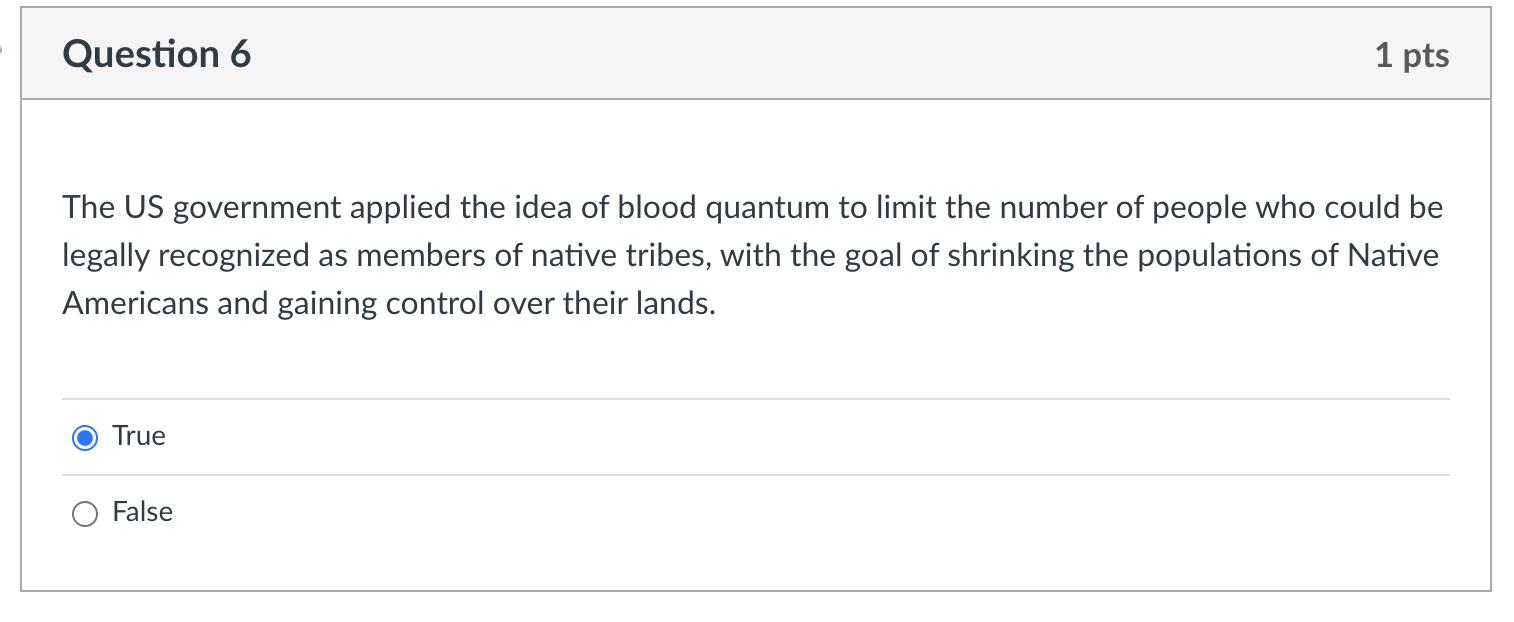 Question 6
1 pts
The US government applied the idea of blood quantum to limit the number of people who could be
legally recognized as members of native tribes, with the goal of shrinking the populations of Native
Americans and gaining control over their lands.
True
False